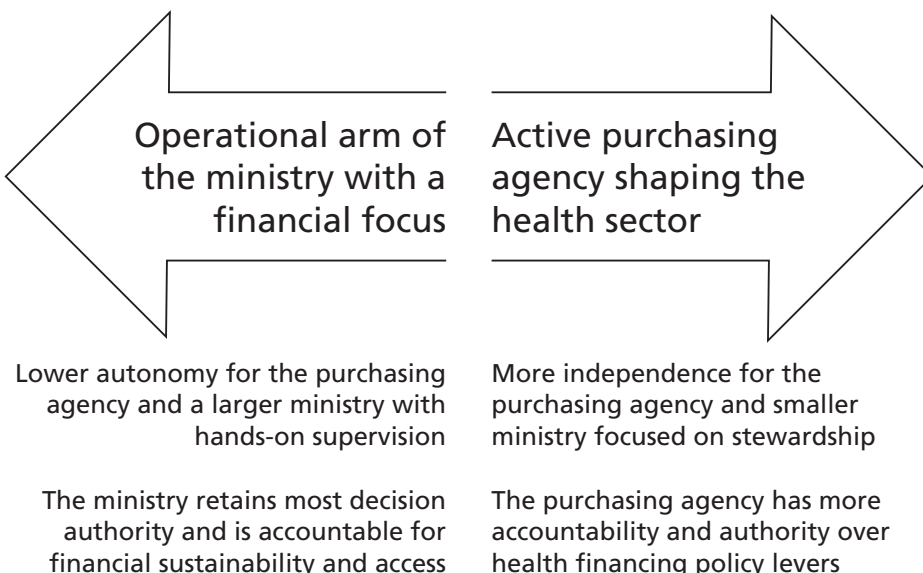 Operational arm of
the ministry with a
financial focus
Active purchasing
agency shaping the
health sector
Lower autonomy for the purchasing
agency and a larger ministry with
hands-on supervision
More independence for the
purchasing agency and smaller
ministry focused on stewardship
The ministry retains most decision
authority and is accountable for
financial sustainability and access
The purchasing agency has more
accountability and authority over
health financing policy levers